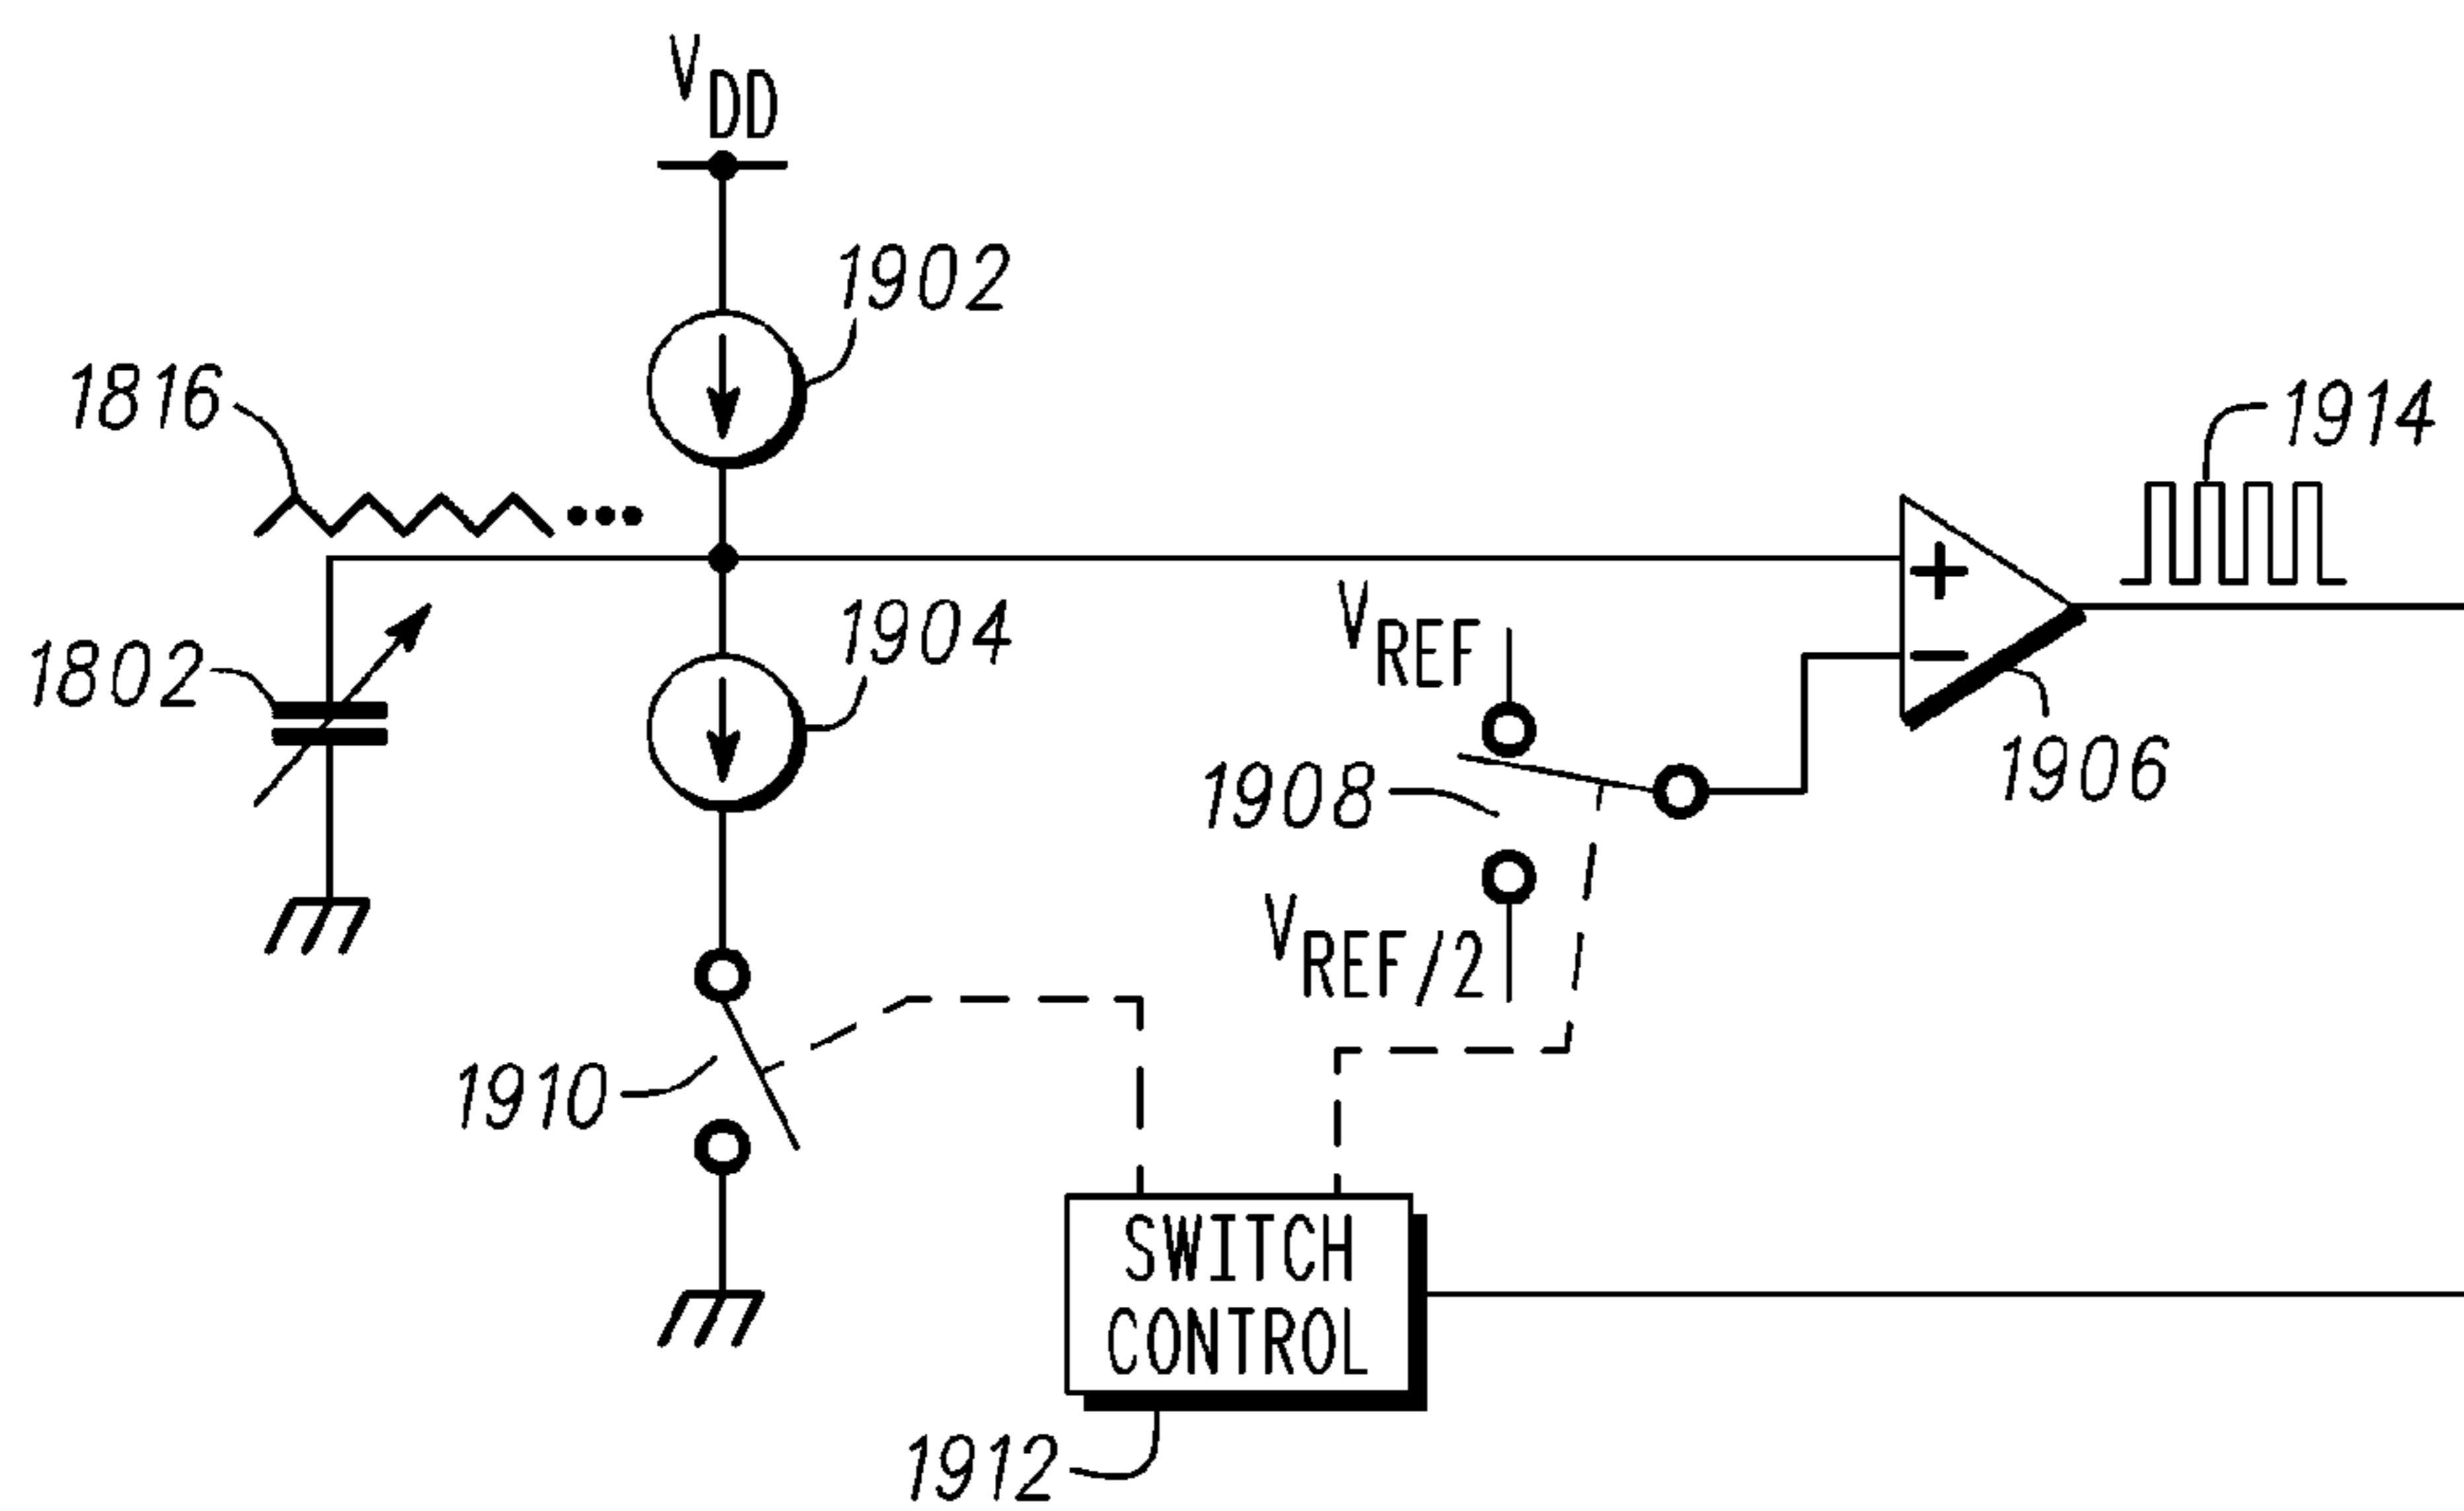 VDD
1902
1816
1914
+
1904
VREF
1802
−
1906
1908
VREF/2
1910
SWITCH
CONTROL
1912